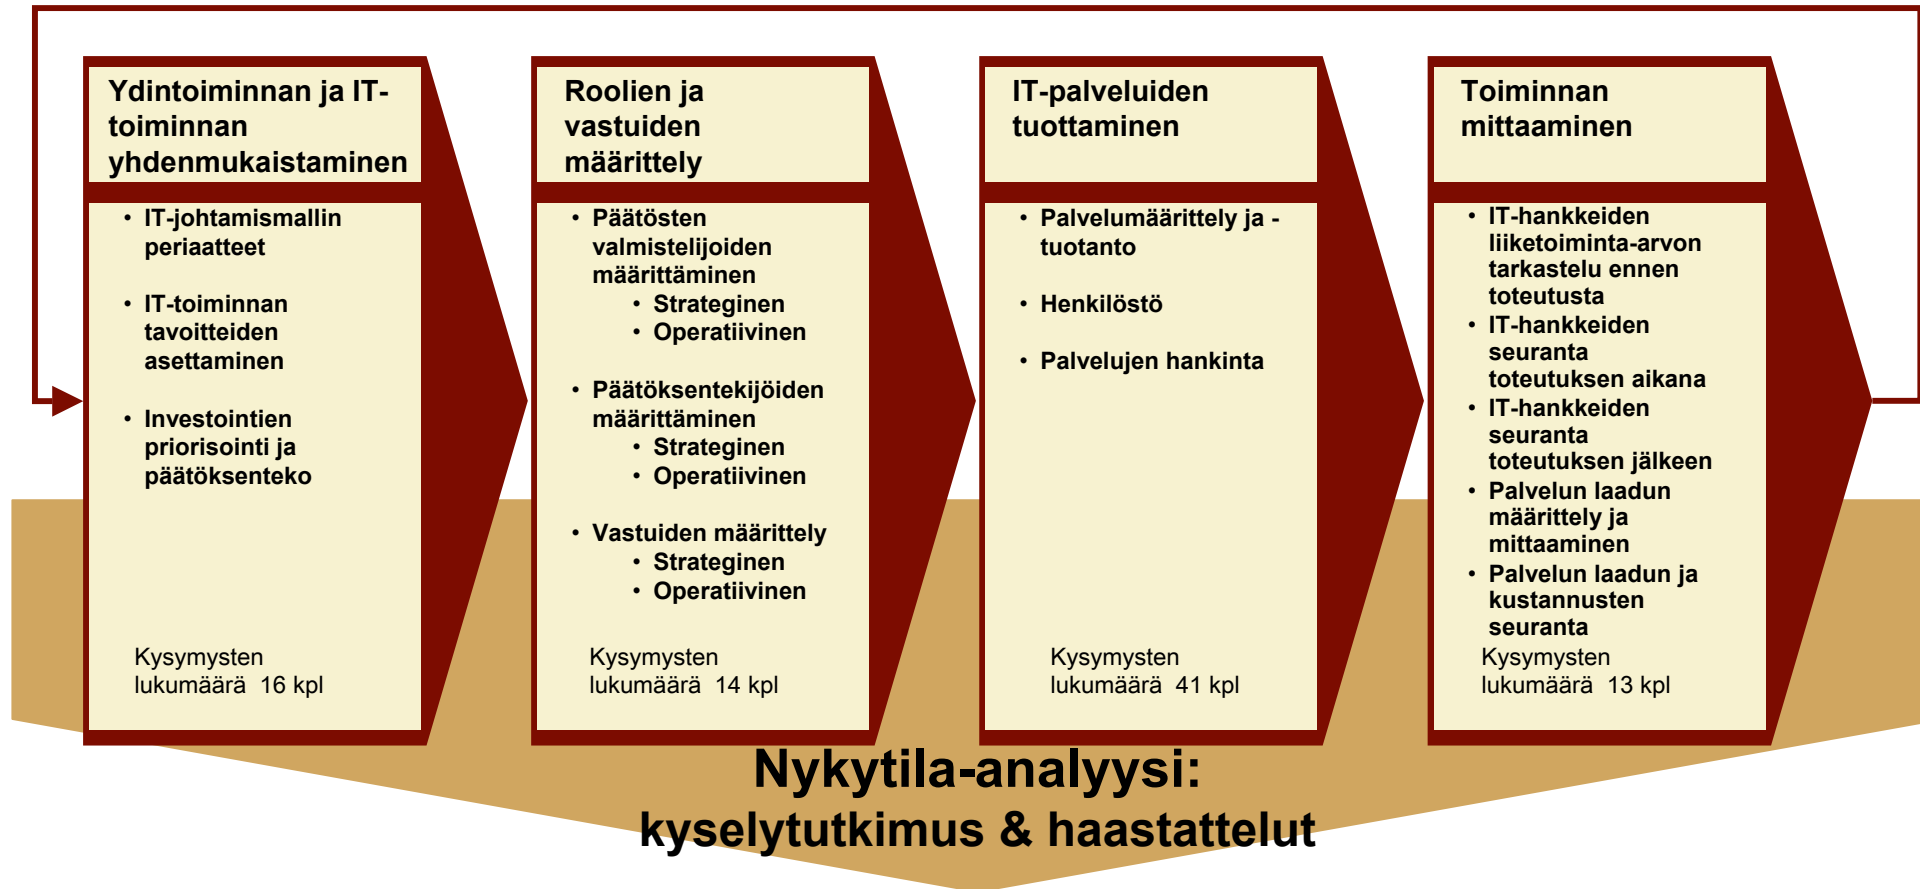 Ydintoiminnan ja IT-
toiminnan
yhdenmukaistaminen
• IT-johtamismallin
periaatteet
• IT-toiminnan
tavoitteiden
asettaminen
• Investointien
priorisointi ja
päätöksenteko
Kysymysten
lukumäärä 16 kpl
Roolien ja
vastuiden
määrittely
• Päätösten
valmistelijoiden
määrittäminen
• Strateginen
• Operatiivinen
• Päätöksentekijöiden
määrittäminen
• Strateginen
• Operatiivinen
• Vastuiden määrittely
• Strateginen
• Operatiivinen
Kysymysten
lukumäärä 14 kpl
IT-palveluiden
tuottaminen
• Palvelumäärittely ja -
tuotanto
• Henkilöstö
• Palvelujen hankinta
Kysymysten
lukumäärä 41 kpl
Toiminnan
mittaaminen
• IT-hankkeiden
liiketoiminta-arvon
tarkastelu ennen
toteutusta
• IT-hankkeiden
seuranta
toteutuksen aikana
• IT-hankkeiden
seuranta
toteutuksen jälkeen
• Palvelun laadun
määrittely ja
mittaaminen
• Palvelun laadun ja
kustannusten
seuranta
Kysymysten
lukumäärä 13 kpl
Nykytila-analyysi:
kyselytutkimus & haastattelut